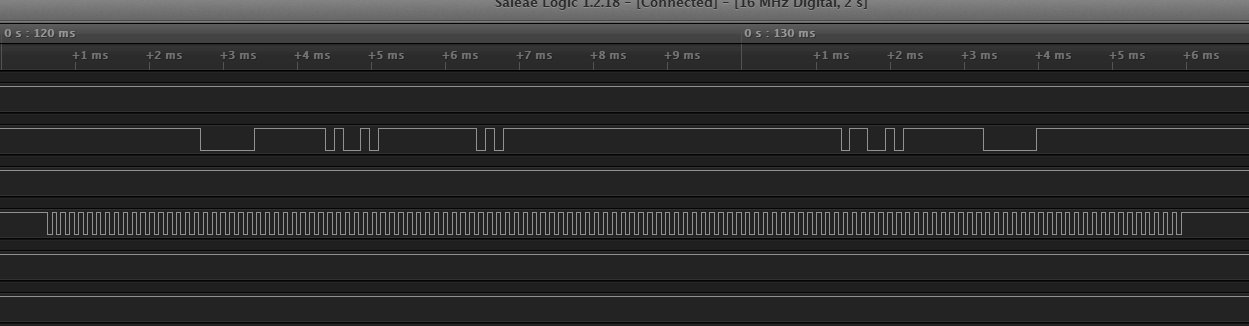 Saleae Logic 1.2.18 - [Connected] - [16 MHz Digital, 2 s]
0 s : 120 ms 0 s : 130 ms
+1 ms +2 ms +3 ms +4 ms +5 ms +6 ms +7 ms +8 ms +9 ms +1 ms +2 ms +3 ms +4 ms +5 ms +6 ms